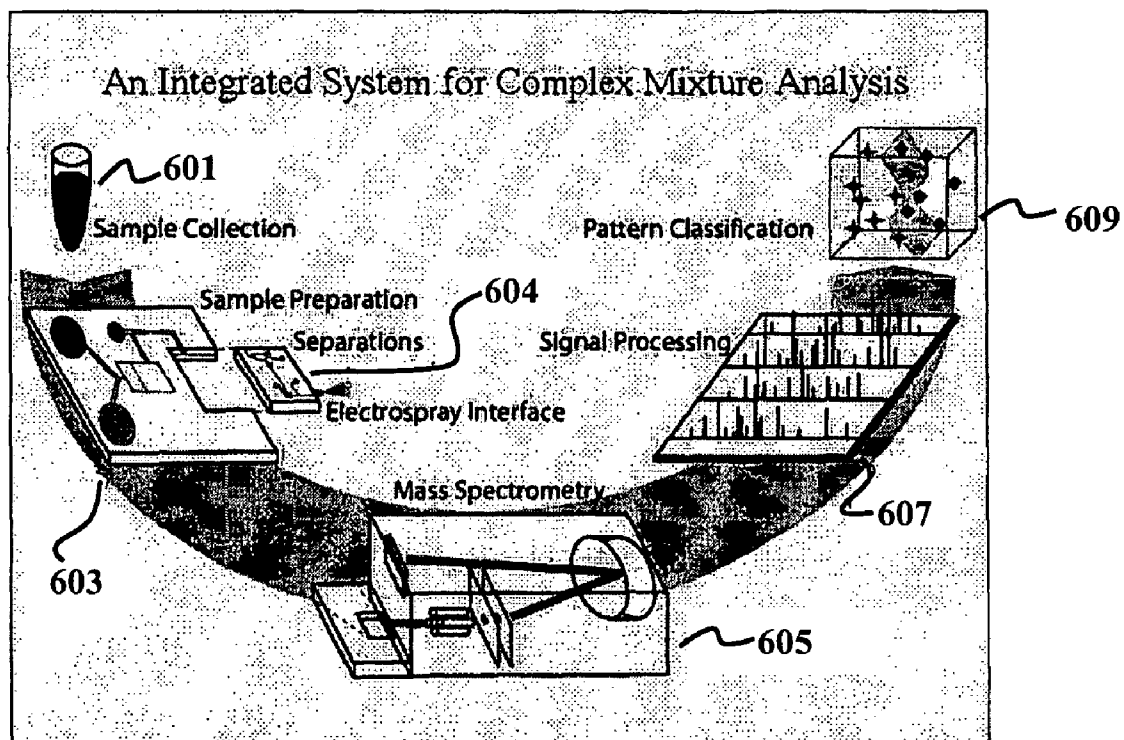 An Integrated System for Complex Mixture Analysis
601
Sample Collection
Pattern Classification
609
Sample Preparation
604
Separations
Signal Processing
Electrospray Interface
Mass Spectrometry
607
603
605